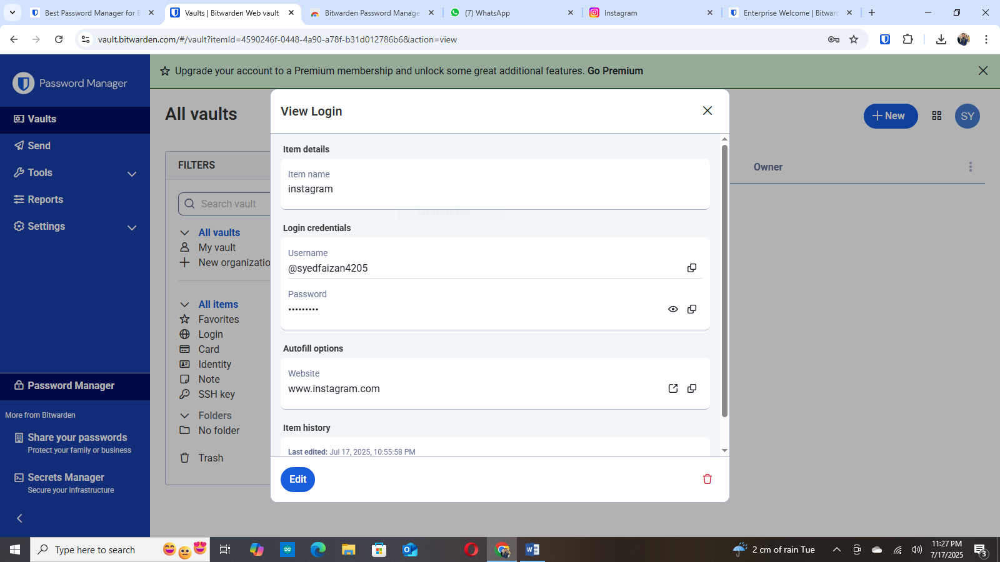 Best Password Manager for B
Vaults | Bitwarden Web vault
Bitwarden Password Manage
(7) WhatsApp
Instagram
Enterprise Welcome | Bitwar
vault.bitwarden.com/#/vault?itemId=4590246f-0448-4a90-a78f-b31d012786b6&action=view
Password Manager
Upgrade your account to a Premium membership and unlock some great additional features. Go Premium
Vaults
Send
Tools
Reports
Settings
Password Manager
More from Bitwarden
Share your passwords
Protect your family or business
Secrets Manager
Secure your infrastructure
All vaults
New
SY
FILTERS
Search vault
All vaults
My vault
New organizatio
All items
Favorites
Login
Card
Identity
Note
SSH key
Folders
No folder
Trash
Owner
View Login
Item details
Item name
instagram
Full-screen Snip
Login credentials
Username
@syedfaizan4205
Password
•••••••••
Autofill options
Website
www.instagram.com
Item history
Last edited: Jul 17, 2025, 10:55:58 PM
Edit
Type here to search
2 cm of rain Tue
11:27 PM
7/17/2025
3